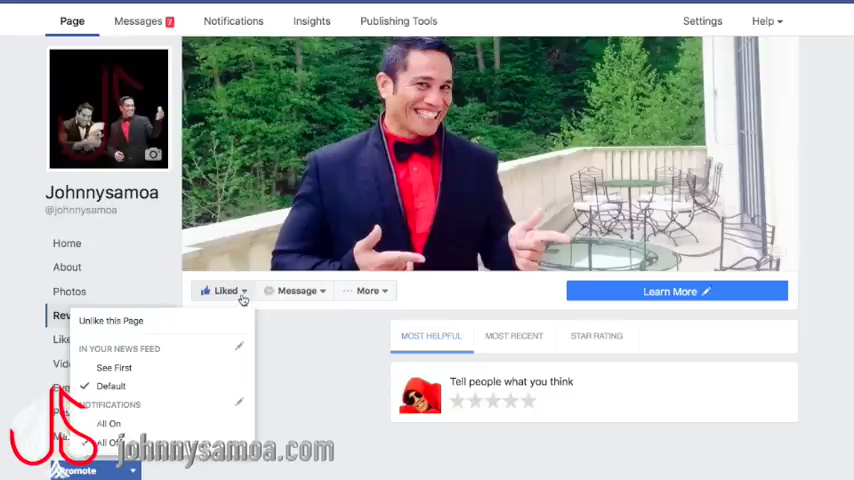 Page
Messages 7
Notifications
Insights
Publishing Tools
Settings
Help
Johnnysamoa
@johnnysamoa
Home
About
Photos
Liked
Message
More
Learn More
Unlike this Page
IN YOUR NEWS FEED
See First
Default
NOTIFICATIONS
All On
All Off
MOST HELPFUL
MOST RECENT
STAR RATING
Tell people what you think
johnnysamoa.com
Promote